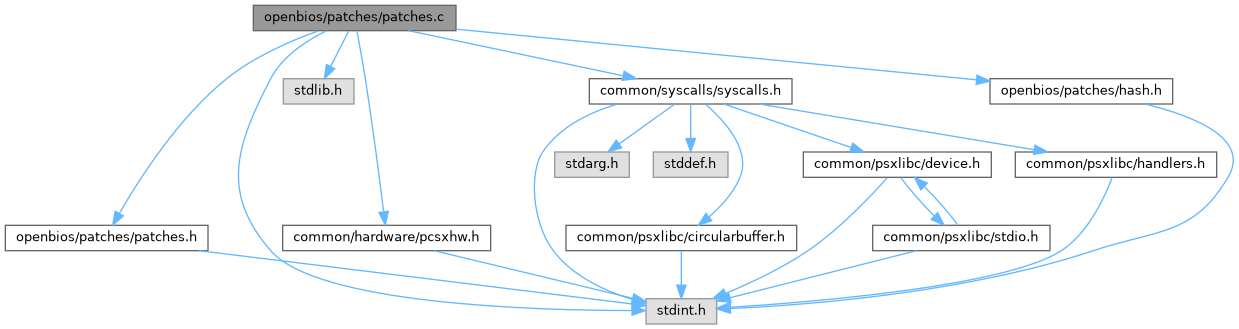 openbios/patches/patches.c
stdlib.h
common/syscalls/syscalls.h
openbios/patches/hash.h
stdarg.h
stddef.h
common/psxlibc/device.h
common/psxlibc/handlers.h
openbios/patches/patches.h
common/hardware/pcsxhw.h
common/psxlibc/circularbuffer.h
common/psxlibc/stdio.h
stdint.h